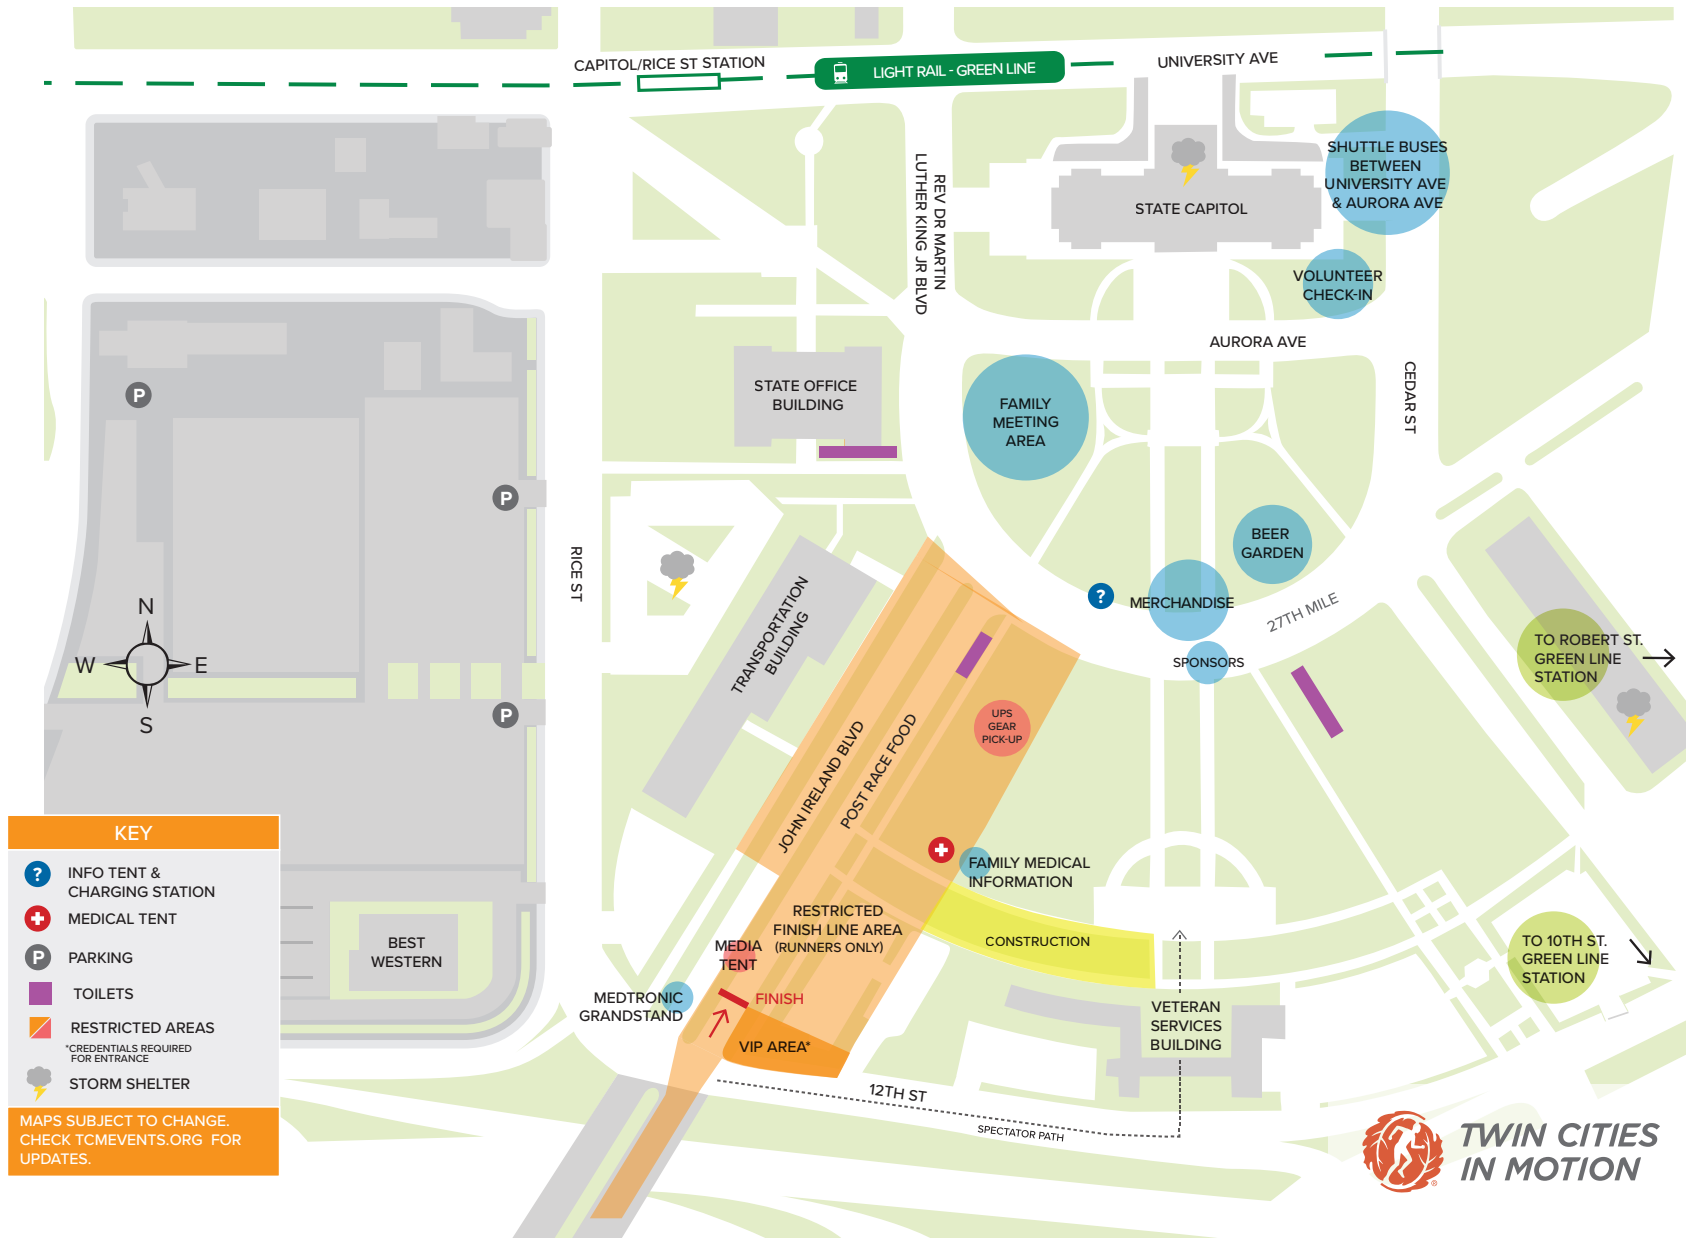 CAPITOL/RICE ST STATION
LIGHT RAIL - GREEN LINE
UNIVERSITY AVE
SHUTTLE BUSES
BETWEEN
UNIVERSITY AVE
& AURORA AVE
STATE CAPITOL
REV DR MARTIN
LUTHER KING JR BLVD
VOLUNTEER
CHECK-IN
AURORA AVE
CEDAR ST
STATE OFFICE
BUILDING
FAMILY
MEETING
AREA
P
P
P
BEER
GARDEN
RICE ST
?
MERCHANDISE
27TH MILE
SPONSORS
TRANSPORTATION
BUILDING
TO ROBERT ST.
GREEN LINE
STATION
N
W
E
S
UPS
GEAR
PICK-UP
JOHN IRELAND BLVD
POST RACE FOOD
FAMILY MEDICAL
INFORMATION
RESTRICTED
FINISH LINE AREA
(RUNNERS ONLY)
CONSTRUCTION
MEDIA
TENT
BEST
WESTERN
TO 10TH ST.
GREEN LINE
STATION
MEDTRONIC
GRANDSTAND
FINISH
VETERAN
SERVICES
BUILDING
VIP AREA*
12TH ST
SPECTATOR PATH
KEY
? INFO TENT &
CHARGING STATION
MEDICAL TENT
P PARKING
TOILETS
RESTRICTED AREAS
*CREDENTIALS REQUIRED
FOR ENTRANCE
STORM SHELTER
MAPS SUBJECT TO CHANGE.
CHECK TCMEVENTS.ORG FOR
UPDATES.
TWIN CITIES
IN MOTION
®